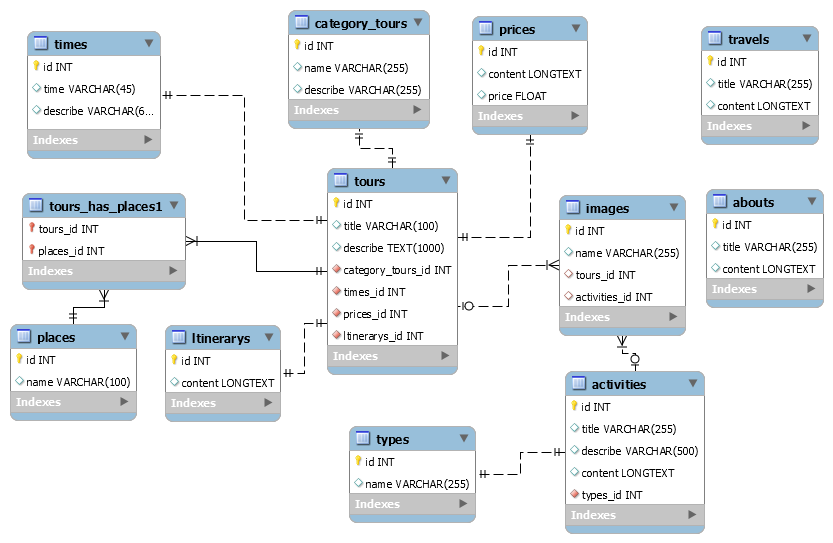 times
id INT
time VARCHAR(45)
describe VARCHAR(6...
Indexes
category_tours
id INT
name VARCHAR(255)
describe VARCHAR(255)
Indexes
prices
id INT
content LONGTEXT
price FLOAT
Indexes
travels
id INT
title VARCHAR(255)
content LONGTEXT
Indexes
tours_has_places1
tours_id INT
places_id INT
Indexes
tours
id INT
title VARCHAR(100)
describe TEXT(1000)
category_tours_id INT
times_id INT
prices_id INT
Itinerarys_id INT
Indexes
images
id INT
name VARCHAR(255)
tours_id INT
activities_id INT
Indexes
abouts
id INT
title VARCHAR(255)
content LONGTEXT
Indexes
places
id INT
name VARCHAR(100)
Indexes
Itinerarys
id INT
content LONGTEXT
Indexes
types
id INT
name VARCHAR(255)
Indexes
activities
id INT
title VARCHAR(255)
describe VARCHAR(500)
content LONGTEXT
types_id INT
Indexes